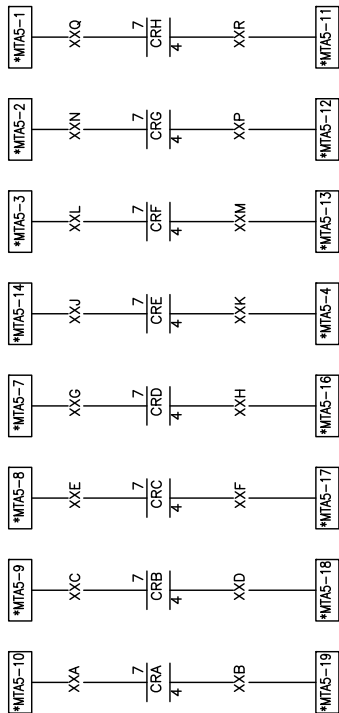 *MTA5-1
XXQ
7
CRH
4
XXR
*MTA5-11
*MTA5-2
XXN
7
CRG
4
XXP
*MTA5-12
*MTA5-3
XXL
7
CRF
4
XXM
*MTA5-13
*MTA5-14
XXJ
7
CRE
4
XXK
*MTA5-4
*MTA5-7
XXG
7
CRD
4
XXH
*MTA5-16
*MTA5-8
XXE
7
CRC
4
XXF
*MTA5-17
*MTA5-9
XXC
7
CRB
4
XXD
*MTA5-18
*MTA5-10
XXA
7
CRA
4
XXB
*MTA5-19